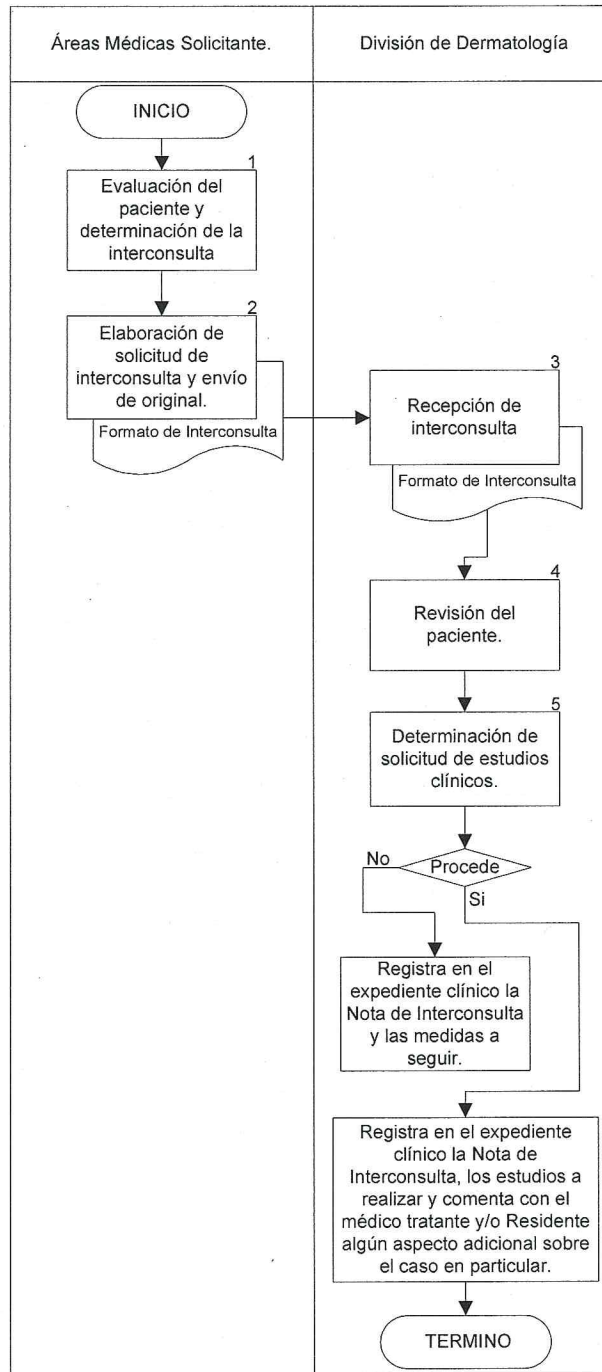 Áreas Médicas Solicitante.
División de Dermatología
INICIO
1
Evaluación del
paciente y
determinación de la
interconsulta
2
Elaboración de
solicitud de
interconsulta y envío
de original.
Formato de Interconsulta
3
Recepción de
interconsulta
Formato de Interconsulta
4
Revisión del
paciente.
5
Determinación de
solicitud de estudios
clínicos.
Procede
No
Si
Registra en el
expediente clínico la
Nota de Interconsulta
y las medidas a
seguir.
Registra en el expediente
clínico la Nota de
Interconsulta, los estudios a
realizar y comenta con el
médico tratante y/o Residente
algún aspecto adicional sobre
el caso en particular.
TERMINO